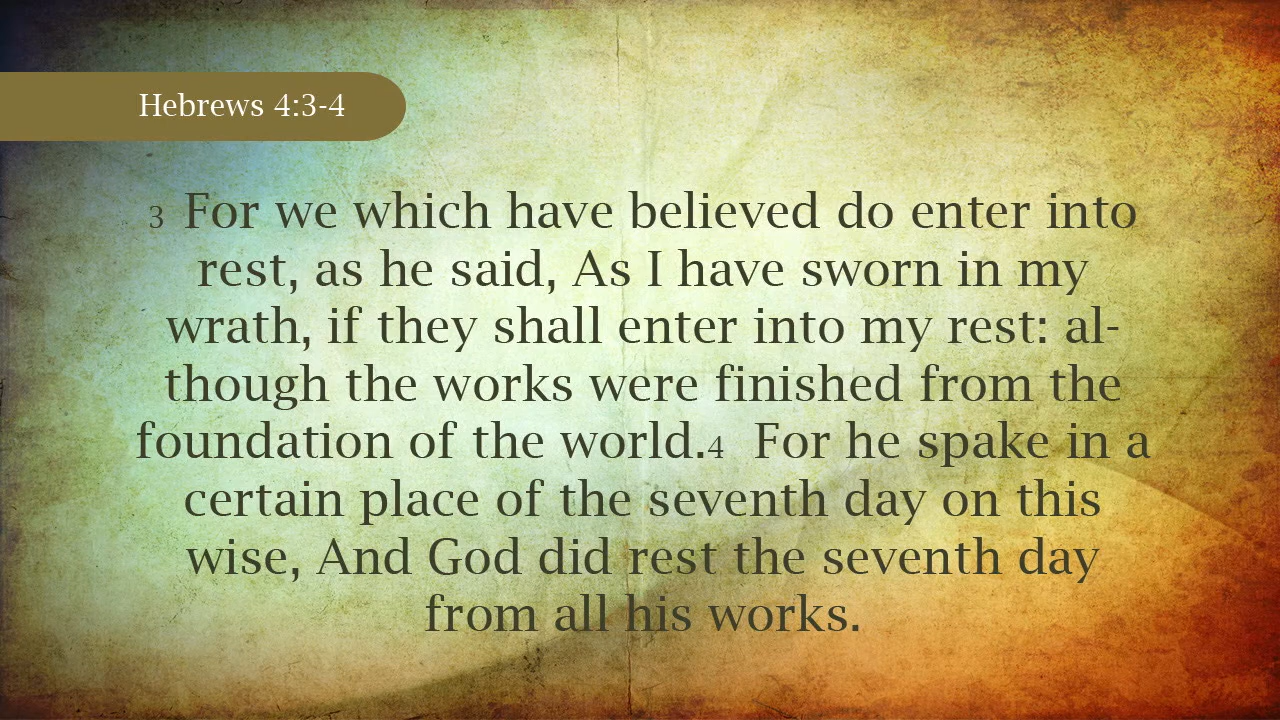 Hebrews 4:3-4
3 For we which have believed do enter into
rest, as he said, As I have sworn in my
wrath, if they shall enter into my rest: al-
though the works were finished from the
foundation of the world.4 For he spake in a
certain place of the seventh day on this
wise, And God did rest the seventh day
from all his works.